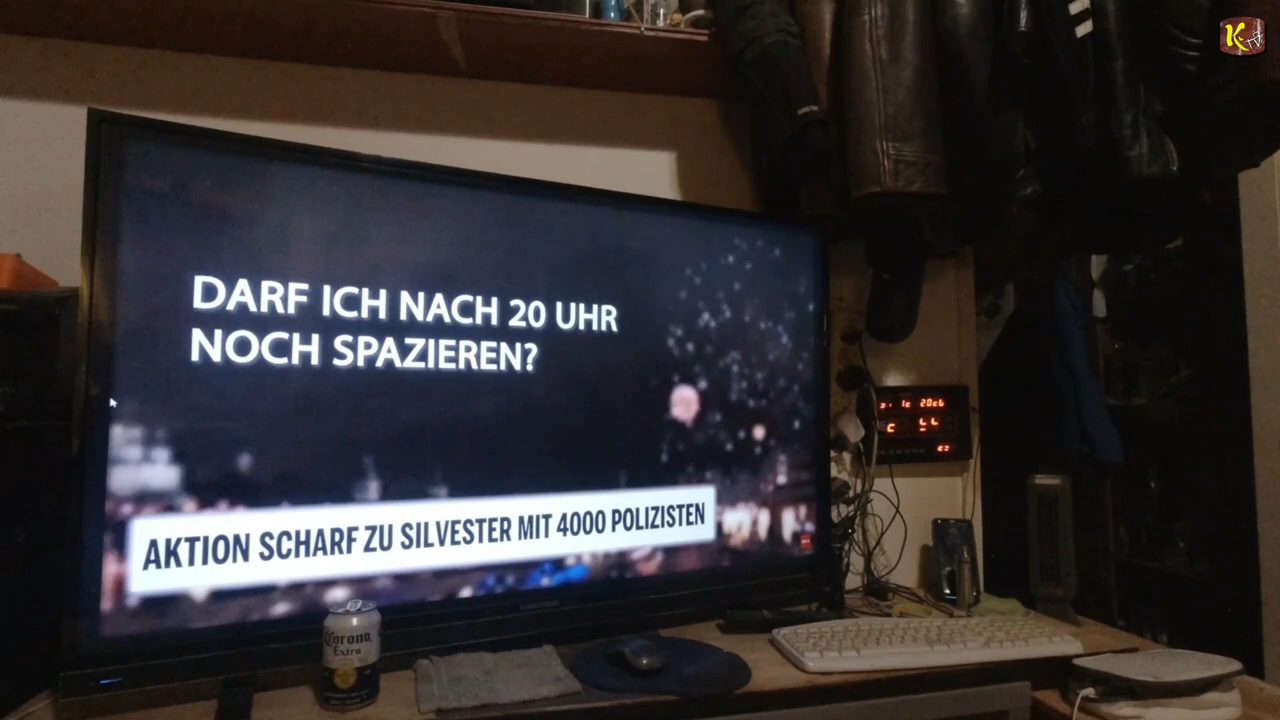 DARF ICH NACH 20 UHR
NOCH SPAZIEREN?
AKTION SCHARF ZU SILVESTER MIT 4000 POLIZISTEN
Corona
Extra